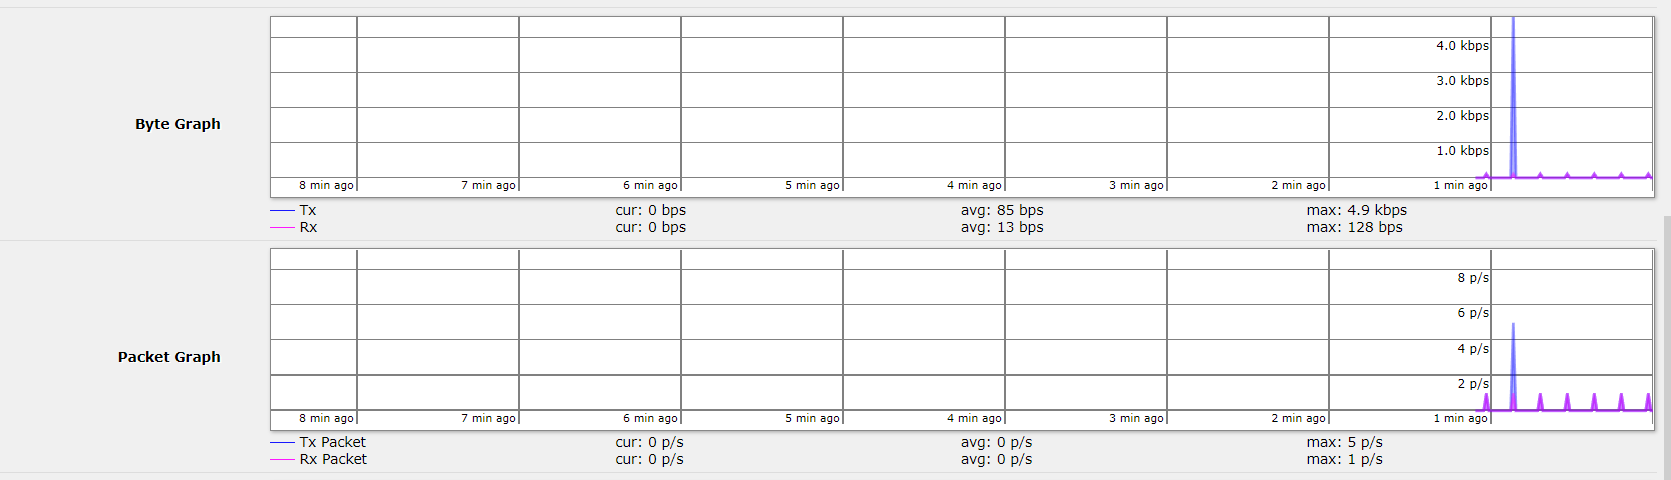 4.0 kbps
3.0 kbps
Byte Graph
2.0 kbps
1.0 kbps
8 min ago 7 min ago 6 min ago 5 min ago 4 min ago 3 min ago 2 min ago 1 min ago
Tx cur: 0 bps avg: 85 bps max: 4.9 kbps
Rx cur: 0 bps avg: 13 bps max: 128 bps
8 p/s
6 p/s
Packet Graph
4 p/s
2 p/s
8 min ago 7 min ago 6 min ago 5 min ago 4 min ago 3 min ago 2 min ago 1 min ago
Tx Packet cur: 0 p/s avg: 0 p/s max: 5 p/s
Rx Packet cur: 0 p/s avg: 0 p/s max: 1 p/s